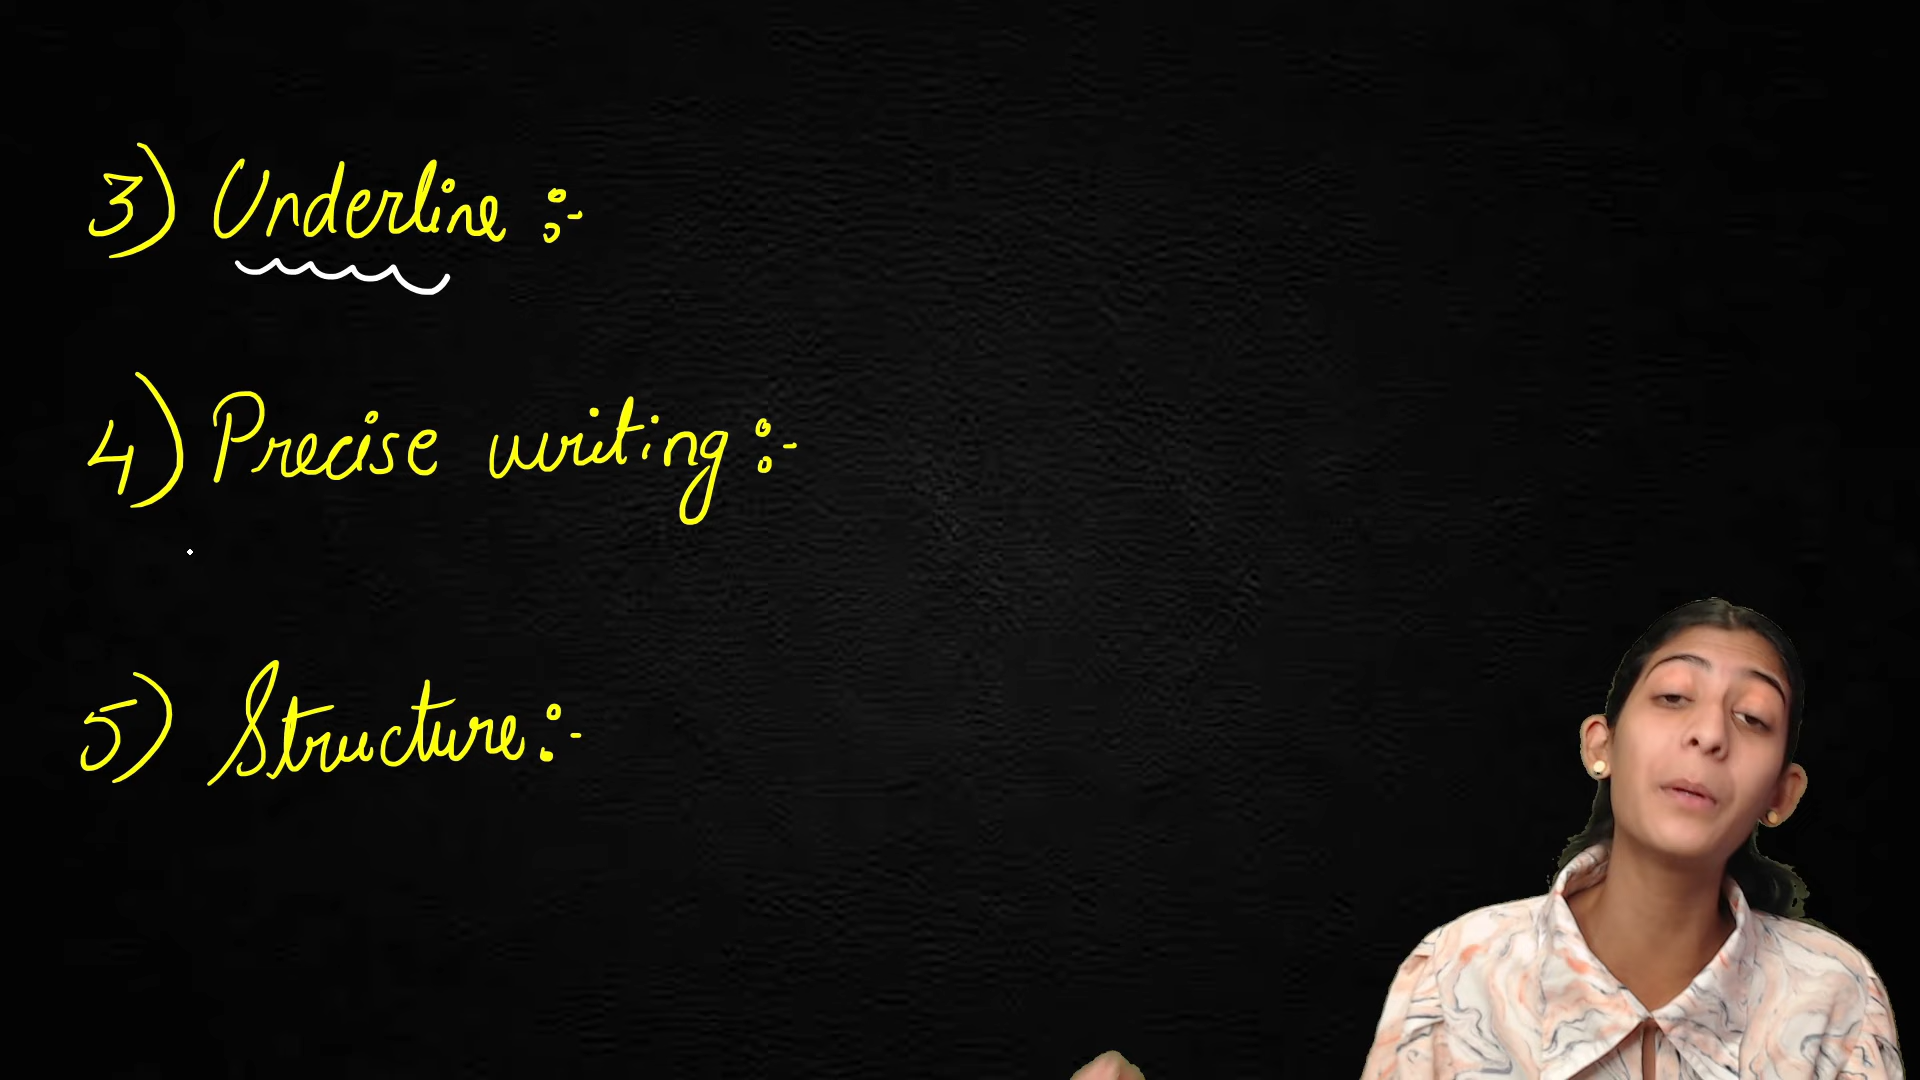 3) Underline :-
4) Precise writing :-
5) Structure :-